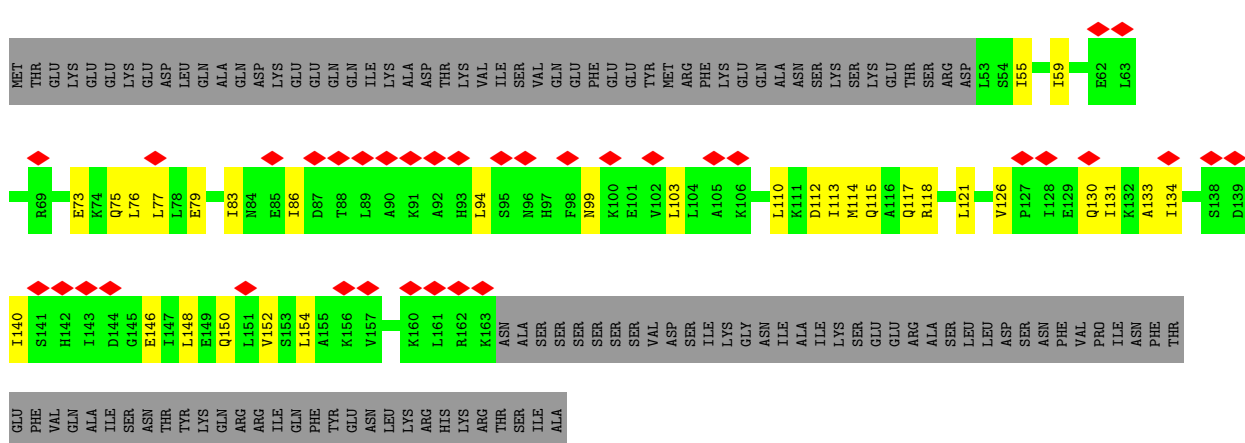 MET THR GLU LYS GLU GLU LYS GLU ASP LEU GLN ALA GLN ASP LYS GLU GLU GLN GLN ILE LYS ALA ASP THR LYS VAL ILE SER VAL GLN GLU PHE GLU GLU TYR MET ARG PHE LYS GLU GLN ALA ASN SER LYS SER LYS GLU THR SER ARG ASP L53 S54 I55 I59 E62 L63
R69 E73 K74 Q75 L76 L77 L78 E79 I83 N84 E85 I86 D87 T88 L89 A90 K91 A92 H93 L94 S95 N96 H97 F98 N99 K100 E101 V102 L103 L104 A105 K106 L110 K111 D112 I113 M114 Q115 A116 Q117 R118 L121 V126 P127 I128 E129 Q130 I131 K132 A133 I134 S138 D139
I140 S141 H142 I143 D144 G145 E146 I147 L148 E149 Q150 L151 V152 S153 L154 A155 K156 V157 K160 L161 R162 K163 ASN ALA SER SER SER SER SER SER VAL ASP SER ILE LYS GLY ASN ILE ALA ILE LYS SER GLU GLU ARG ALA SER LEU LEU ASP SER ASN PHE VAL PRO ILE ASN PHE THR
GLU PHE VAL GLN ALA ILE SER ASN THR TYR LYS GLN ARG ARG ILE GLN PHE TYR GLU ASN LEU LYS ARG HIS LYS ARG THR SER ILE ALA